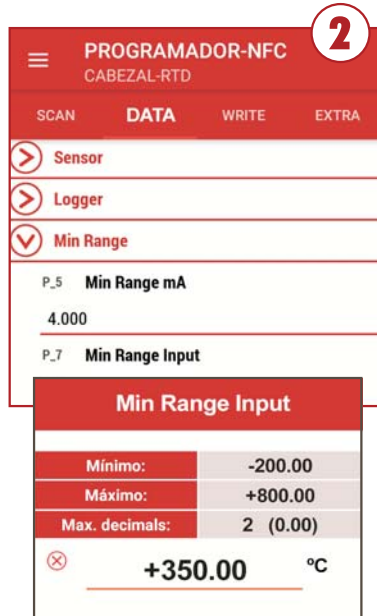 2
PROGRAMADOR-NFC
CABEZAL-RTD
SCAN DATA WRITE EXTRA
Sensor
Logger
Min Range
P_5 Min Range mA
4.000
P_7 Min Range Input
Min Range Input
Mínimo: -200.00
Máximo: +800.00
Max. decimals: 2 (0.00)
+350.00 ºC